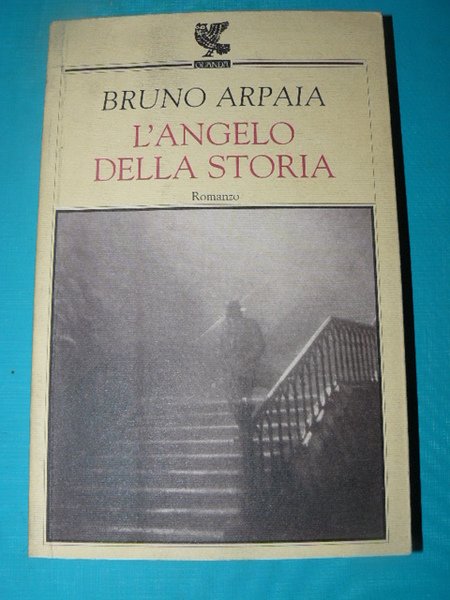 GUANDA
BRUNO ARPAIA
L'ANGELO
DELLA STORIA
Romanzo